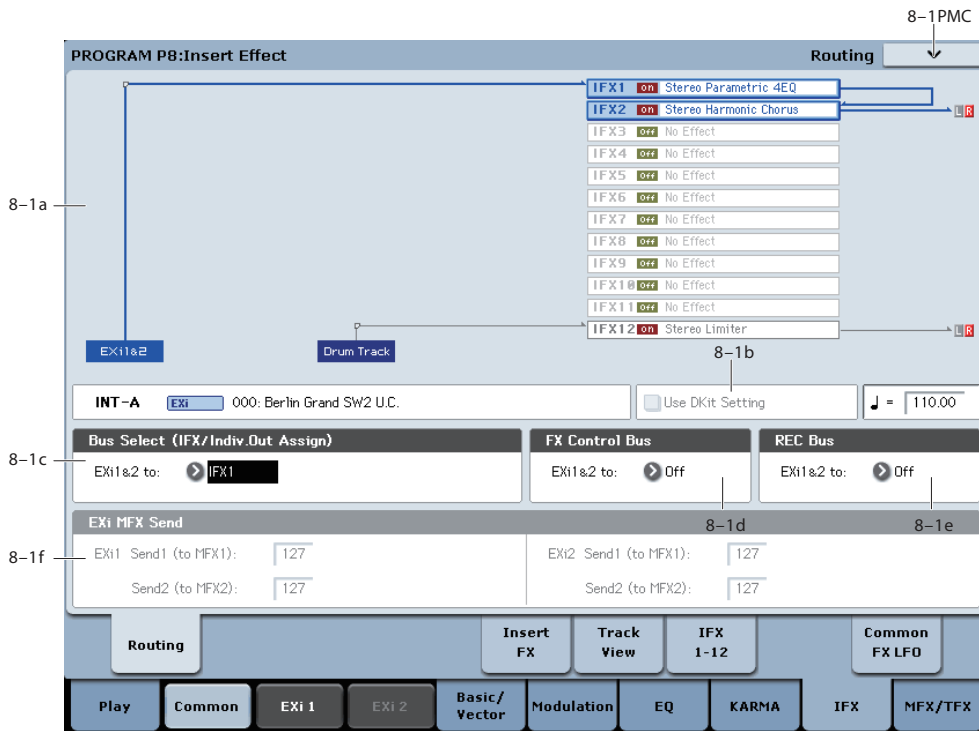 8-1PMC
PROGRAM P8:Insert Effect Routing
IFX1 on Stereo Parametric 4EQ
IFX2 on Stereo Harmonic Chorus
L R
IFX3 Off No Effect
IFX4 Off No Effect
IFX5 Off No Effect
8–1a
IFX6 Off No Effect
IFX7 Off No Effect
IFX8 Off No Effect
IFX9 Off No Effect
IFX10 Off No Effect
IFX11 Off No Effect
IFX12 on Stereo Limiter
L R
EXi1&2 Drum Track
8–1b
INT-A EXi 000: Berlin Grand SW2 U.C. Use DKit Setting ♩ = 110.00
Bus Select (IFX/Indiv.Out Assign) FX Control Bus REC Bus
8–1c
EXi1&2 to: IFX1 EXi1&2 to: Off EXi1&2 to: Off
EXi MFX Send 8–1d 8–1e
8–1f
EXi1 Send1 (to MFX1): 127 EXi2 Send1 (to MFX1): 127
Send2 (to MFX2): 127 Send2 (to MFX2): 127
Routing Insert FX Track View IFX 1-12 Common FX LFO
Play Common EXi 1 EXi 2 Basic/Vector Modulation EQ KARMA IFX MFX/TFX